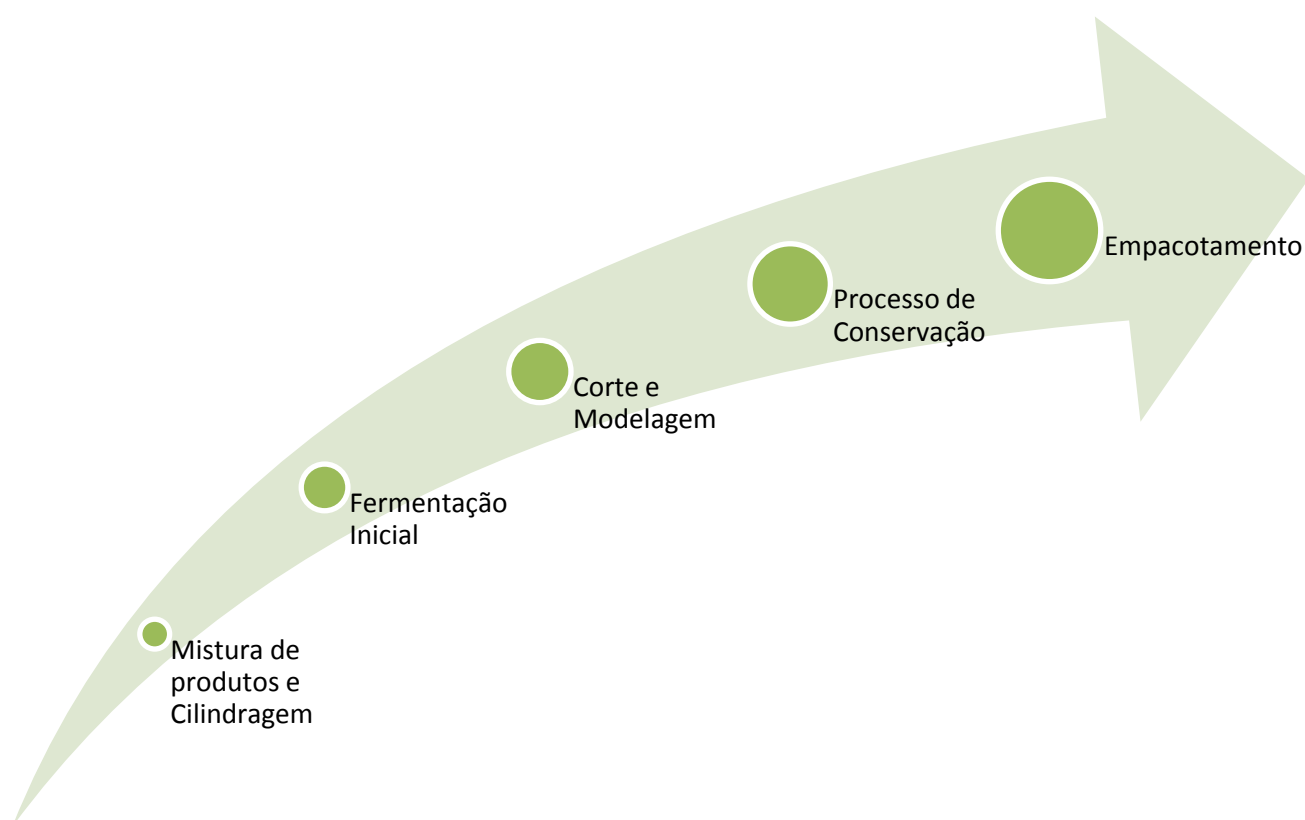 Mistura de
produtos e
Cilindragem
Fermentação
Inicial
Corte e
Modelagem
Processo de
Conservação
Empacotamento